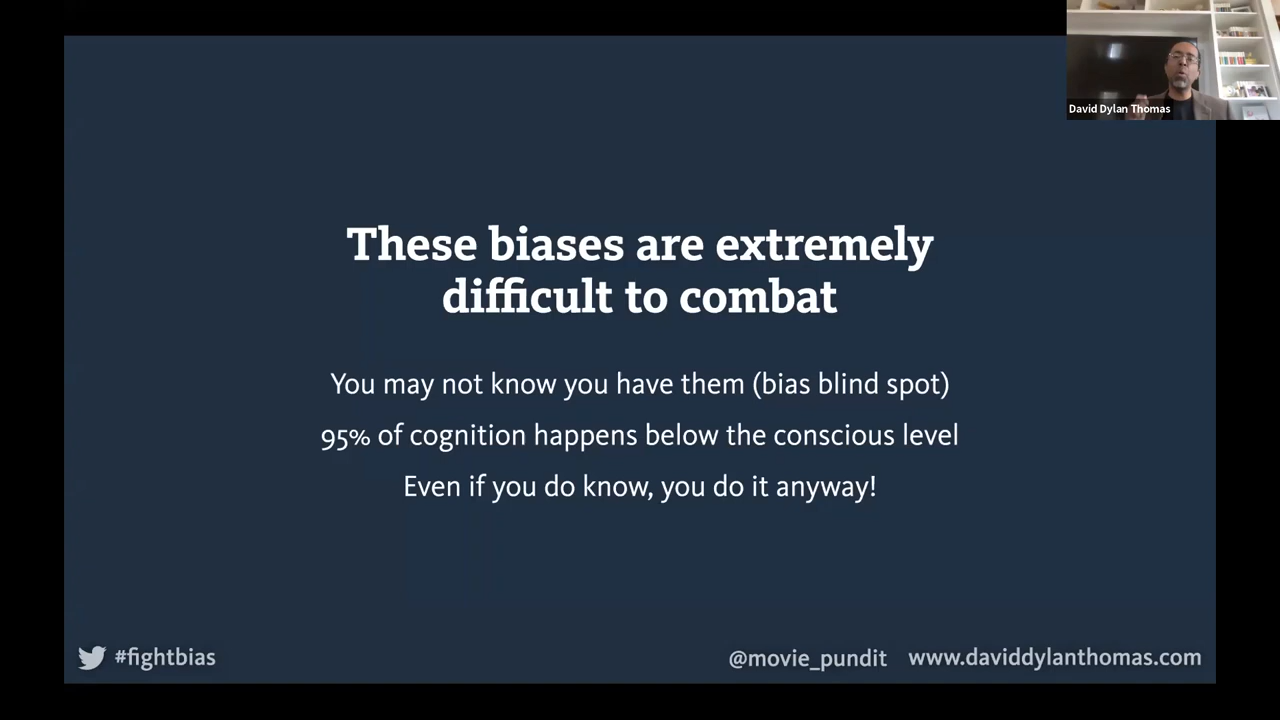 David Dylan Thomas
These biases are extremely
difficult to combat
You may not know you have them (bias blind spot)
95% of cognition happens below the conscious level
Even if you do know, you do it anyway!
#fightbias
@movie_pundit
www.daviddylanthomas.com